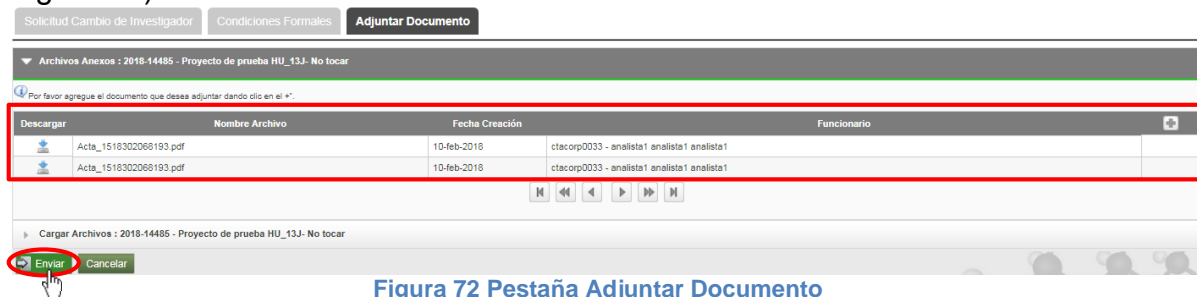 Solicitud Cambio de Investigador Condiciones Formales Adjuntar Documento
Archivos Anexos : 2018-14485 - Proyecto de prueba HU_13J- No tocar
Por favor agregue el documento que desea adjuntar dando clic en el +".
Descargar Nombre Archivo Fecha Creación Funcionario
Acta_1518302068193.pdf 10-feb-2018 ctacorp0033 - analista1 analista1 analista1
Acta_1518302068193.pdf 10-feb-2018 ctacorp0033 - analista1 analista1 analista1
Cargar Archivos : 2018-14485 - Proyecto de prueba HU_13J- No tocar
Enviar Cancelar
Figura 72 Pestaña Adjuntar Documento